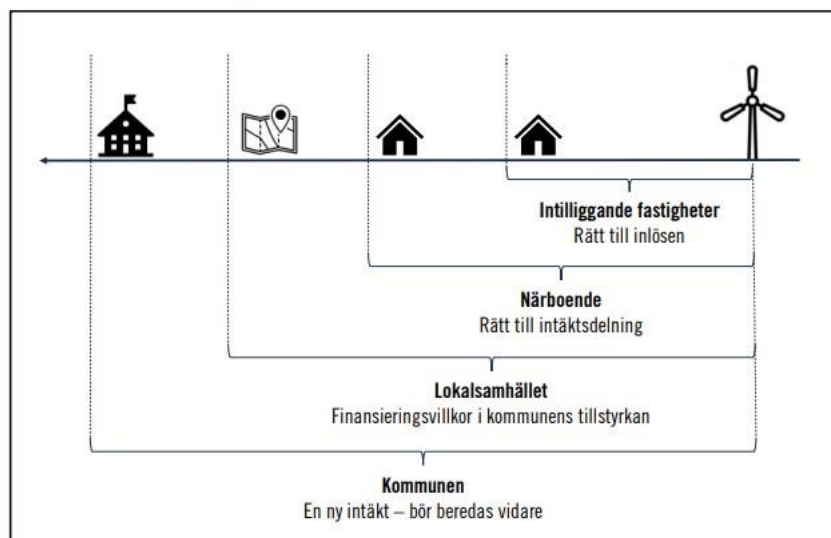 Intilliggande fastigheter
Rätt till inlösen
Närboende
Rätt till intäktsdelning
Lokalsamhället
Finansieringsvillkor i kommunens tillstyrkan
Kommunen
En ny intäkt – bör beredas vidare